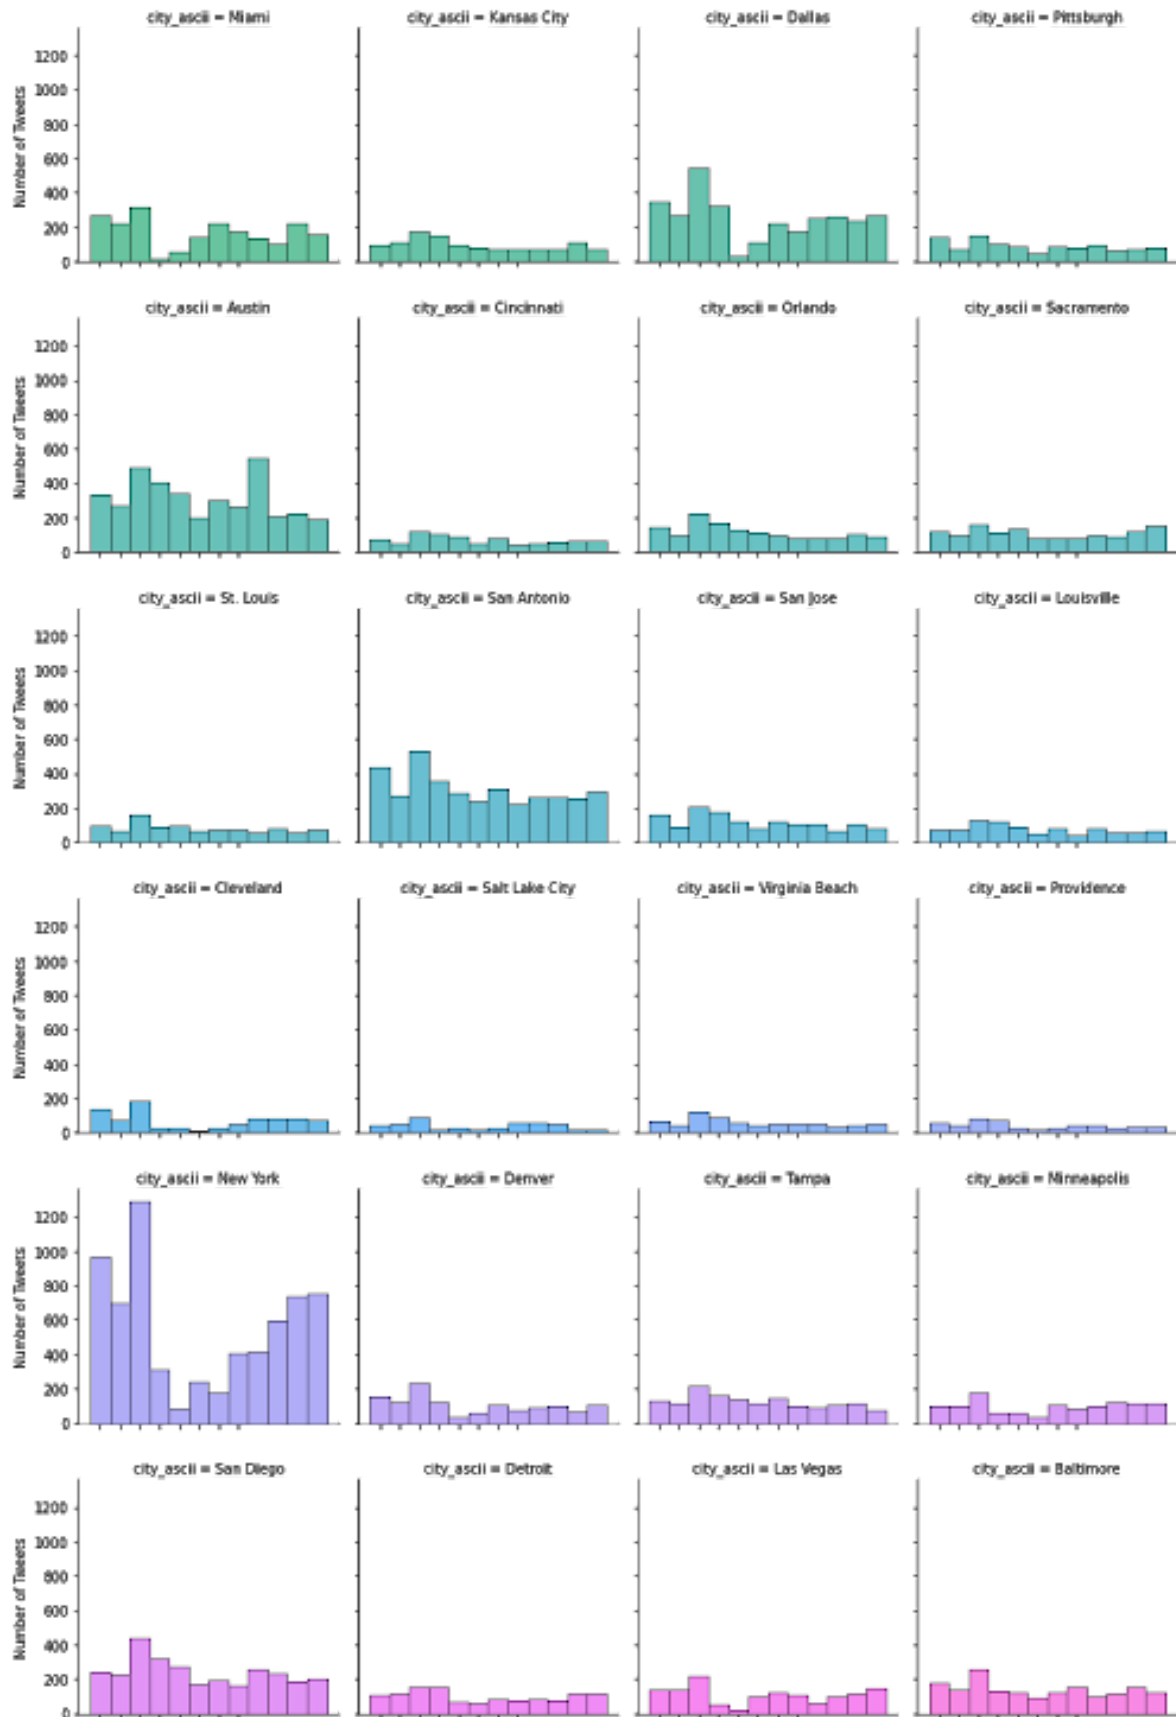 city_ascii = Miami
city_ascii = Kansas City
city_ascii = Dallas
city_ascii = Pittsburgh
1200
1000
800
600
400
200
0
Number of Tweets
city_ascii = Austin
city_ascii = Cincinnati
city_ascii = Orlando
city_ascii = Sacramento
1200
1000
800
600
400
200
0
Number of Tweets
city_ascii = St. Louis
city_ascii = San Antonio
city_ascii = San Jose
city_ascii = Louisville
1200
1000
800
600
400
200
0
Number of Tweets
city_ascii = Cleveland
city_ascii = Salt Lake City
city_ascii = Virginia Beach
city_ascii = Providence
1200
1000
800
600
400
200
0
Number of Tweets
city_ascii = New York
city_ascii = Denver
city_ascii = Tampa
city_ascii = Minneapolis
1200
1000
800
600
400
200
0
Number of Tweets
city_ascii = San Diego
city_ascii = Detroit
city_ascii = Las Vegas
city_ascii = Baltimore
1200
1000
800
600
400
200
0
Number of Tweets